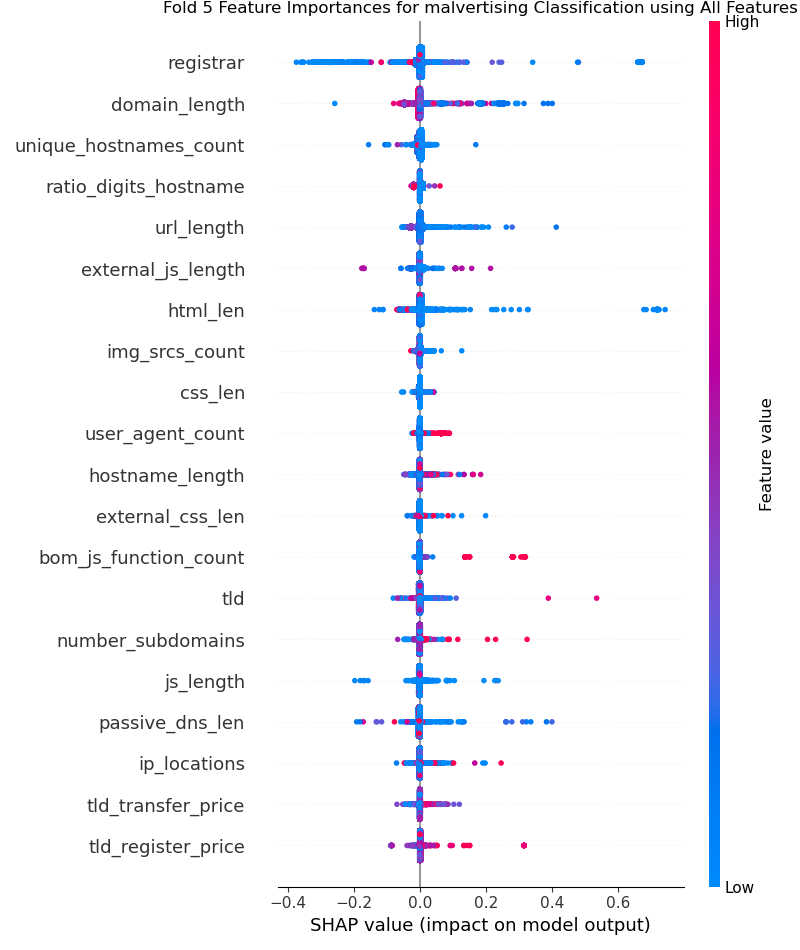 Fold 5 Feature Importances for malvertising Classification using All Features
High
registrar
domain_length
unique_hostnames_count
ratio_digits_hostname
url_length
external_js_length
html_len
img_srcs_count
css_len
user_agent_count
hostname_length
external_css_len
bom_js_function_count
tld
number_subdomains
js_length
passive_dns_len
ip_locations
tld_transfer_price
tld_register_price
Feature value
Low
−0.4 −0.2 0.0 0.2 0.4 0.6
SHAP value (impact on model output)